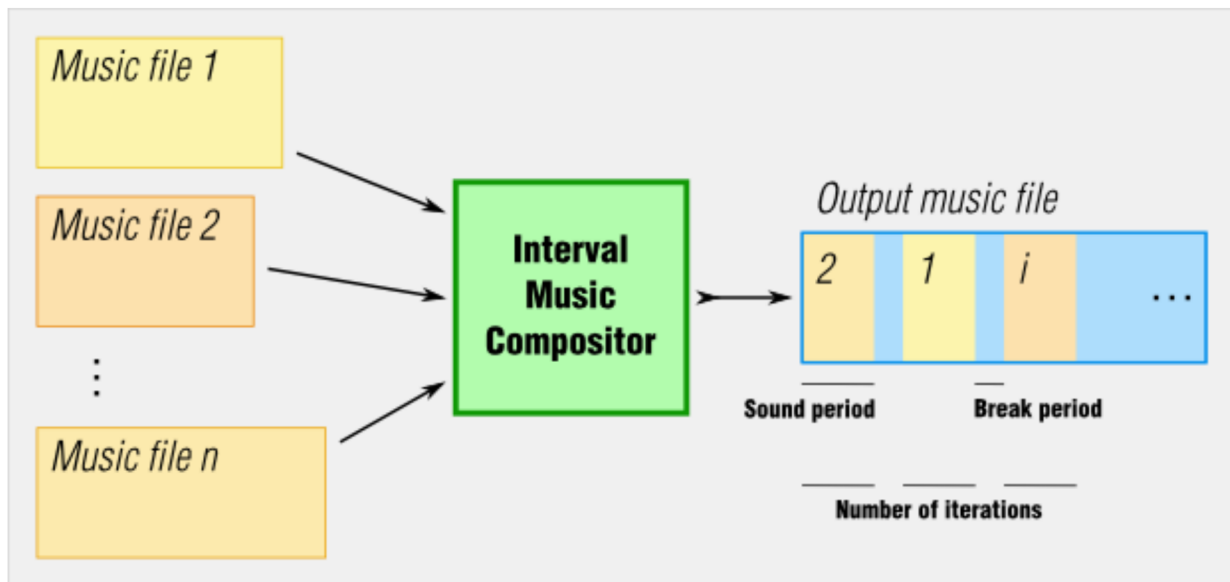 Music file 1
Music file 2
⋮
Music file n
Interval
Music
Compositor
Output music file
2 1 i ...
Sound period Break period
Number of iterations